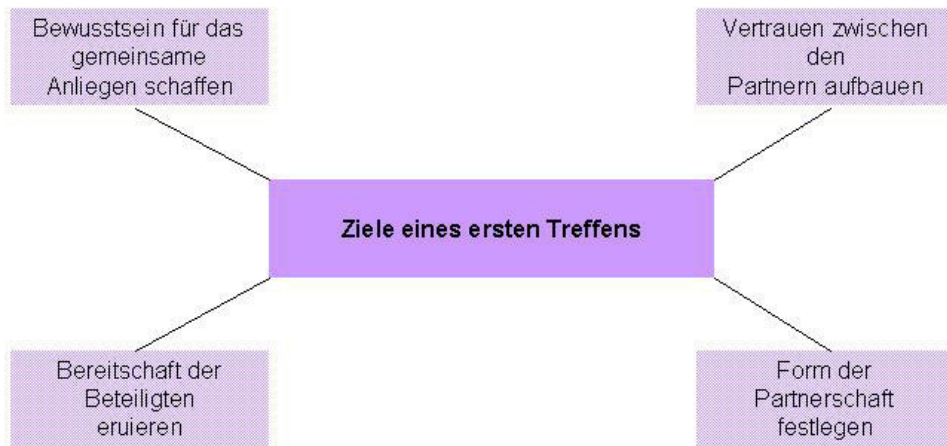 Bewusstsein für das
gemeinsame
Anliegen schaffen
Vertrauen zwischen
den
Partnern aufbauen
Ziele eines ersten Treffens
Bereitschaft der
Beteiligten
eruieren
Form der
Partnerschaft
festlegen